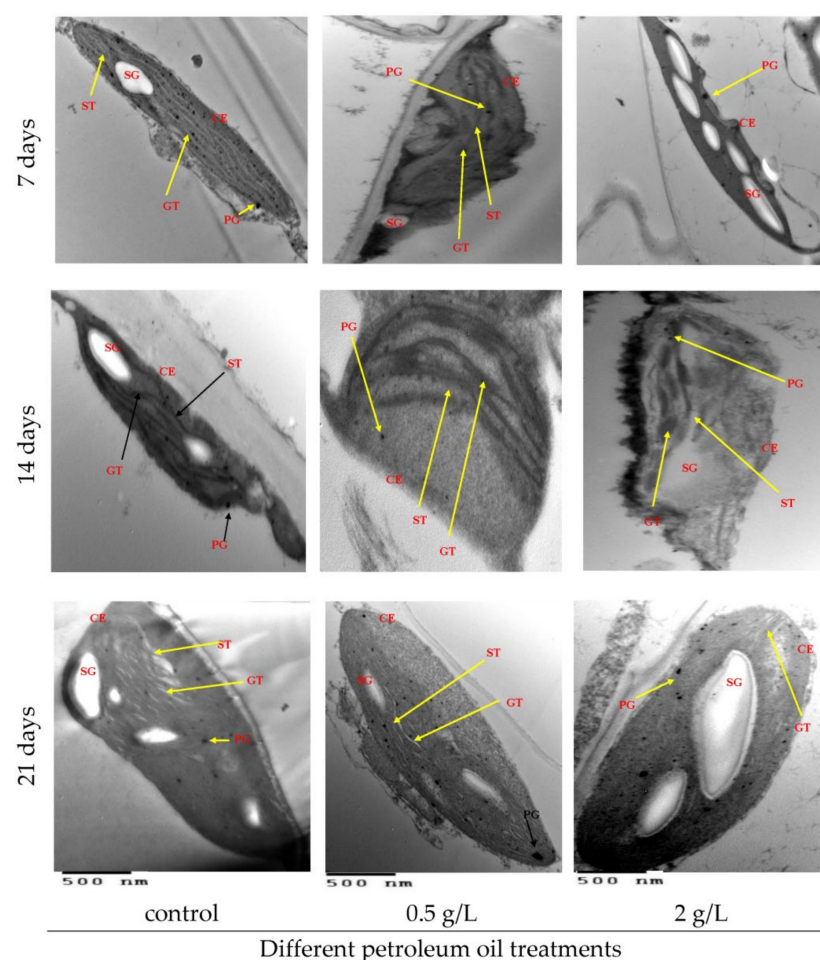 7 days
ST
SG
CE
GT
PG
PG
CE
ST
GT
SG
PG
CE
SG
14 days
SG
CE
ST
GT
PG
PG
CE
ST
GT
PG
CE
SG
GT
ST
21 days
CE
ST
SG
GT
PG
500 nm
CE
ST
SG
GT
PG
500 nm
CE
SG
PG
GT
500 nm
control
0.5 g/L
2 g/L
Different petroleum oil treatments